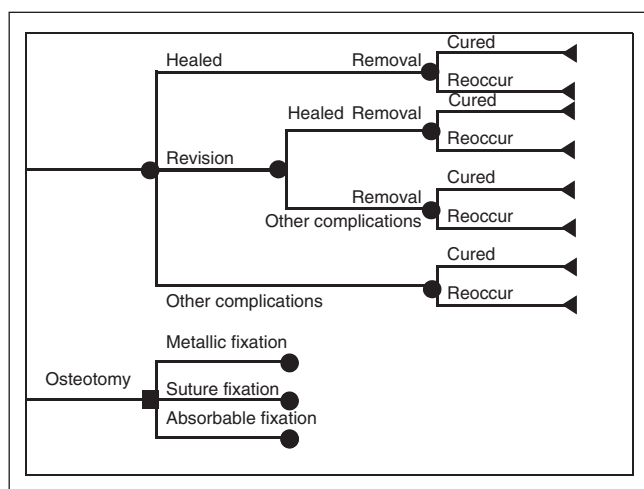 Cured
Healed Removal
Reoccur
Cured
Healed Removal
Reoccur
Revision
Cured
Removal
Other complications
Reoccur
Cured
Other complications
Reoccur
Metallic fixation
Osteotomy
Suture fixation
Absorbable fixation